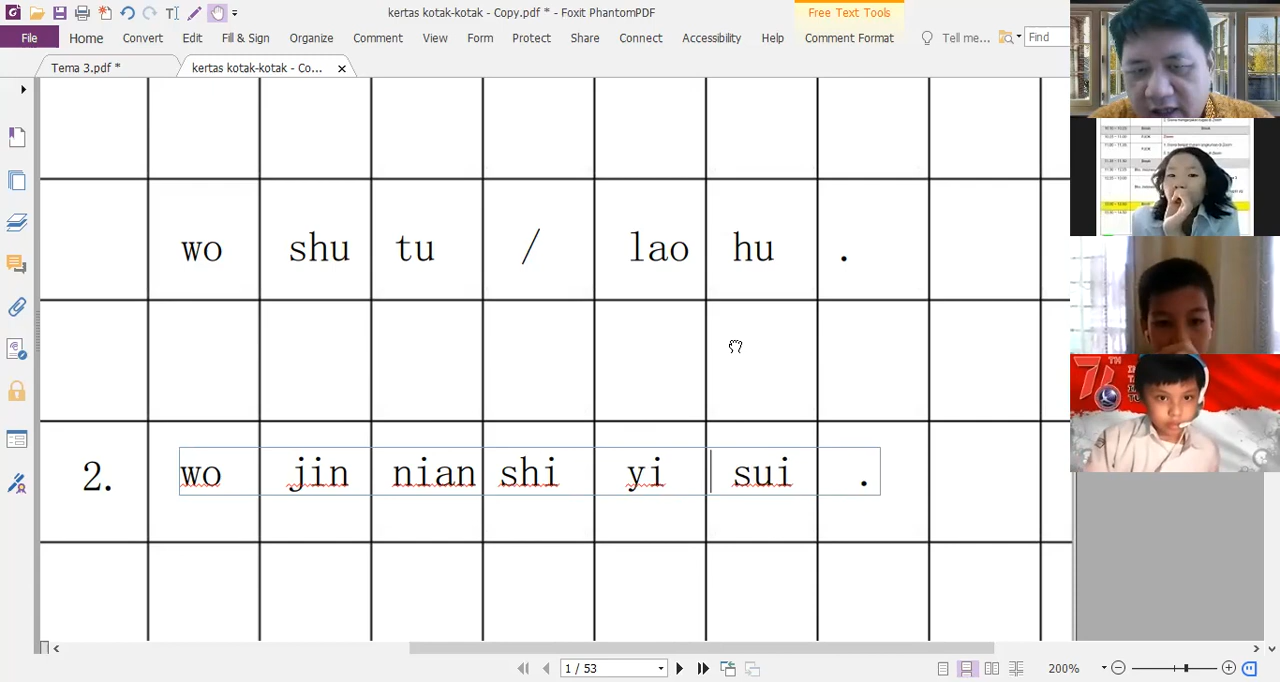 kertas kotak-kotak - Copy.pdf * - Foxit PhantomPDF
Free Text Tools
File Home Convert Edit Fill & Sign Organize Comment View Form Protect Share Connect Accessibility Help Comment Format Tell me... Find
Tema 3.pdf *
kertas kotak-kotak - Co...
wo shu tu / lao hu .
2. wo jin nian shi yi sui .
1 / 53
200%